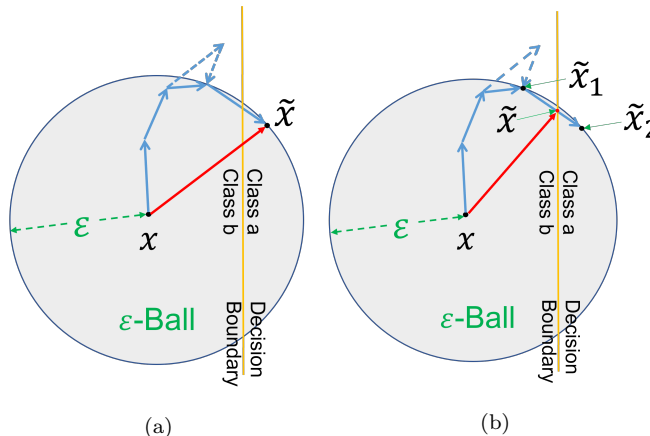 x̃
Class a
Class b
ε
x
ε-Ball
Decision
Boundary
(a)
x̃₁
x̃
x̃₂
Class a
Class b
ε
x
ε-Ball
Decision
Boundary
(b)